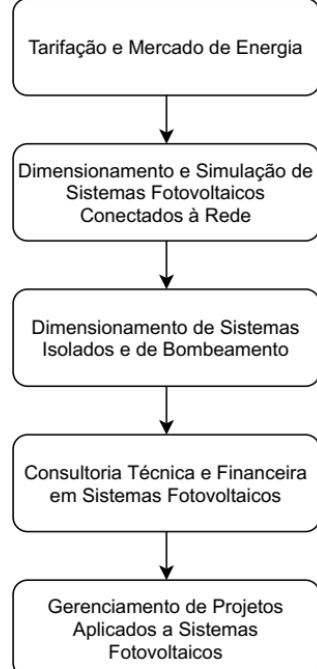 Tarifação e Mercado de Energia
Dimensionamento e Simulação de
Sistemas Fotovoltaicos
Conectados à Rede
Dimensionamento de Sistemas
Isolados e de Bombeamento
Consultoria Técnica e Financeira
em Sistemas Fotovoltaicos
Gerenciamento de Projetos
Aplicados a Sistemas
Fotovoltaicos